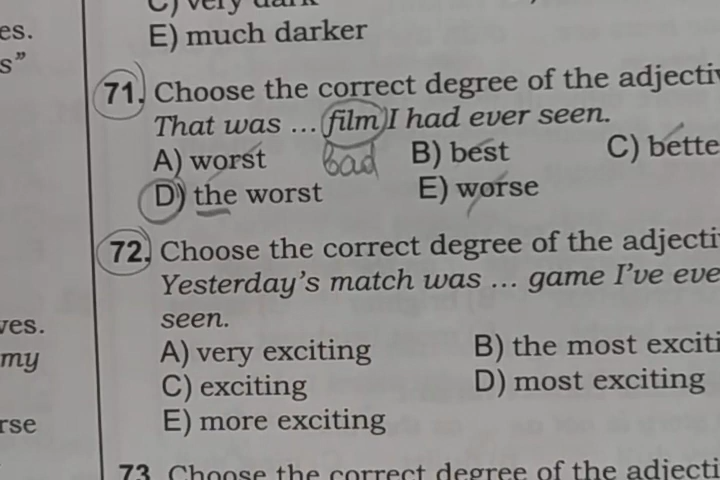 C) very dark
E) much darker
es.
s”
71. Choose the correct degree of the adjectiv
That was ... film I had ever seen.
A) worst
bad
B) best
C) bette
D) the worst
E) worse
72. Choose the correct degree of the adjecti
Yesterday’s match was ... game I’ve eve
seen.
A) very exciting
B) the most exciti
C) exciting
D) most exciting
E) more exciting
ves.
my
rse
73. Choose the correct degree of the adjecti